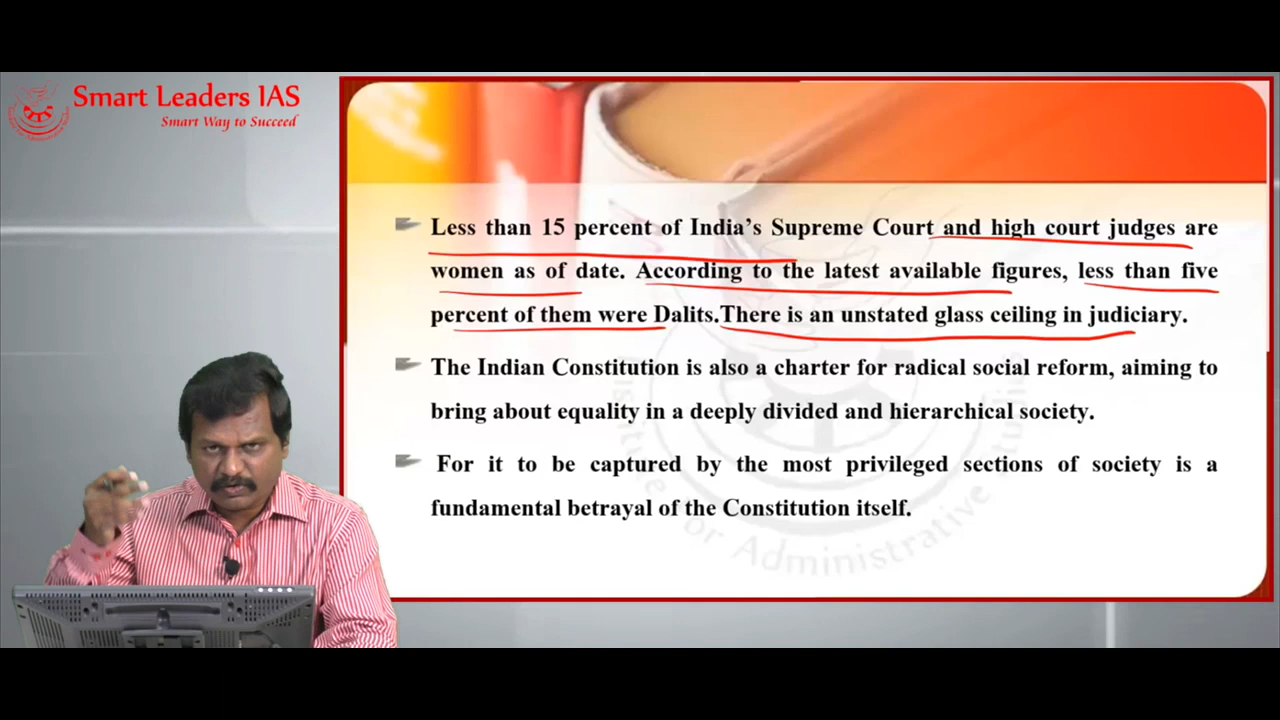 Smart Leaders IAS
Smart Way to Succeed
Less than 15 percent of India's Supreme Court and high court judges are
women as of date. According to the latest available figures, less than five
percent of them were Dalits.There is an unstated glass ceiling in judiciary.
The Indian Constitution is also a charter for radical social reform, aiming to
bring about equality in a deeply divided and hierarchical society.
For it to be captured by the most privileged sections of society is a
fundamental betrayal of the Constitution itself.